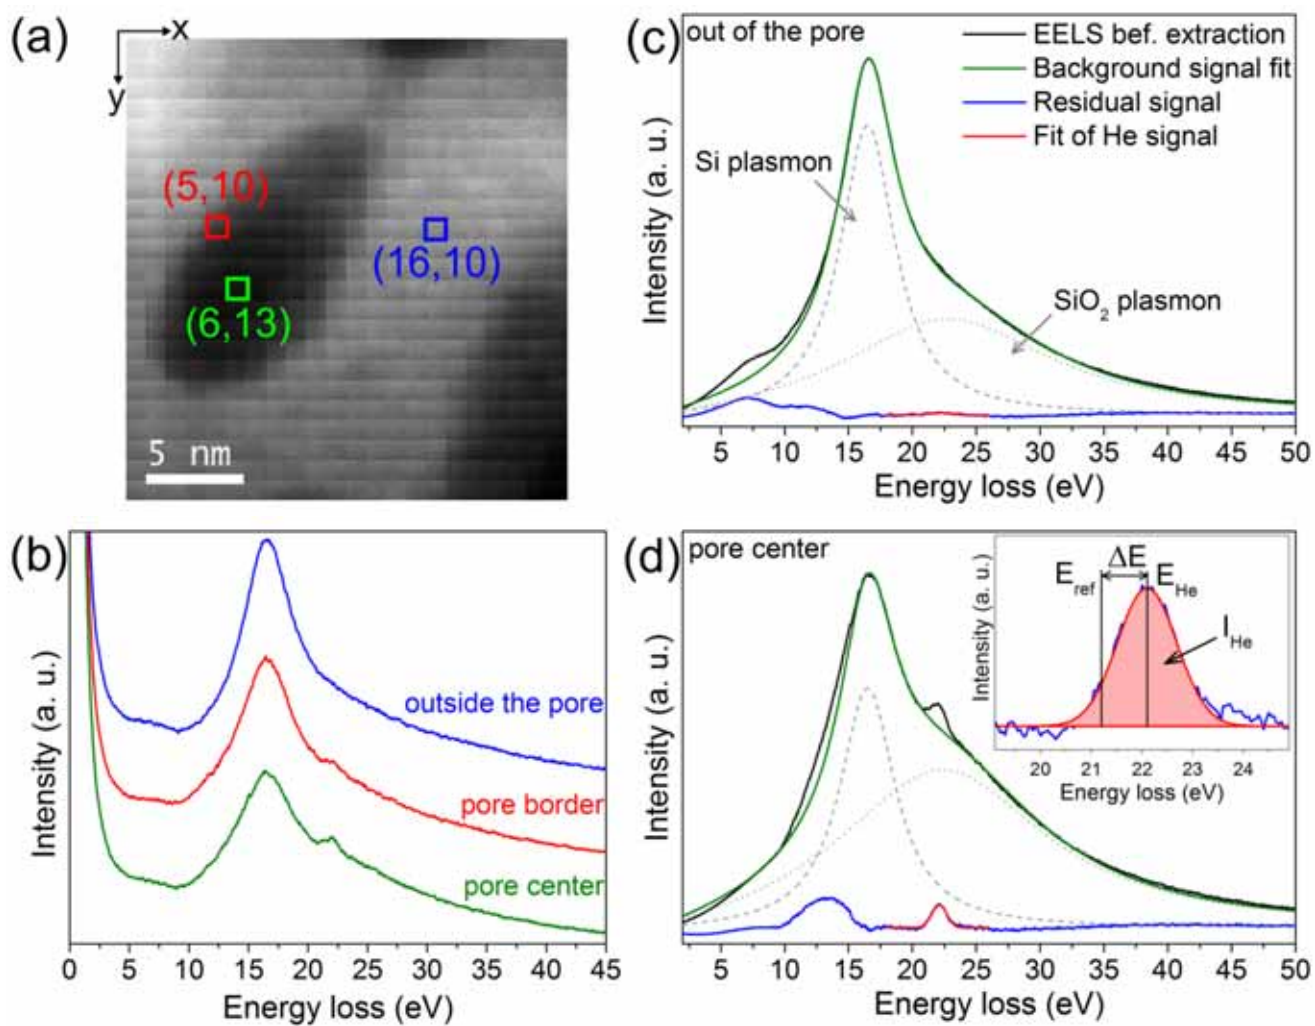 (a)
x
y
(5,10)
(16,10)
(6,13)
5 nm
(b)
Intensity (a. u.)
outside the pore
pore border
pore center
0 5 10 15 20 25 30 35 40 45
Energy loss (eV)
(c)
out of the pore
EELS bef. extraction
Background signal fit
Residual signal
Fit of He signal
Si plasmon
SiO₂ plasmon
Intensity (a. u.)
5 10 15 20 25 30 35 40 45 50
Energy loss (eV)
(d)
pore center
Intensity (a. u.)
E_ref
ΔE
E_He
I_He
Intensity (a. u.)
20 21 22 23 24
Energy loss (eV)
5 10 15 20 25 30 35 40 45 50
Energy loss (eV)